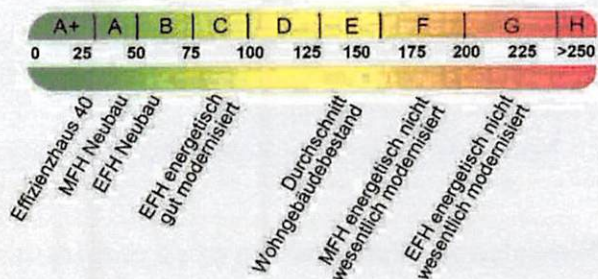 A+ A B C D E F G H
0 25 50 75 100 125 150 175 200 225 >250
Effizienzhaus 40
MFH Neubau
EFH Neubau
EFH energetisch
gut modernisiert
Durchschnitt
Wohngebäudebestand
MFH energetisch nicht
wesentlich modernisiert
EFH energetisch nicht
wesentlich modernisiert